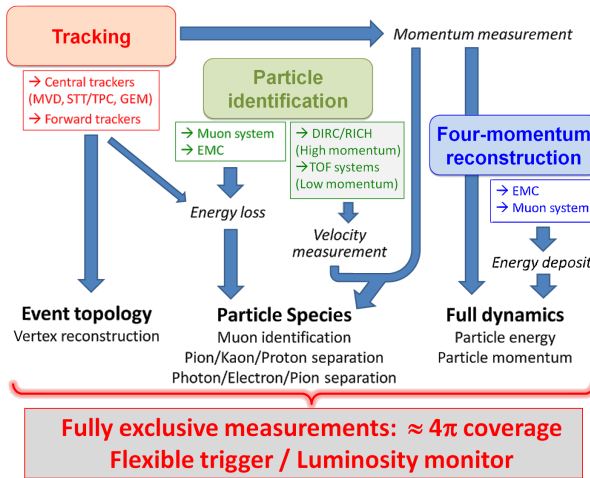 Tracking
Momentum measurement
→ Central trackers
(MVD, STT/TPC, GEM)
→ Forward trackers
Particle
identification
→ Muon system
→ EMC
→ DIRC/RICH
(High momentum)
→TOF systems
(Low momentum)
Four-momentum
reconstruction
→ EMC
→ Muon system
Energy loss
Velocity
measurement
Energy deposit
Event topology
Vertex reconstruction
Particle Species
Muon identification
Pion/Kaon/Proton separation
Photon/Electron/Pion separation
Full dynamics
Particle energy
Particle momentum
Fully exclusive measurements: ≈ 4π coverage
Flexible trigger / Luminosity monitor